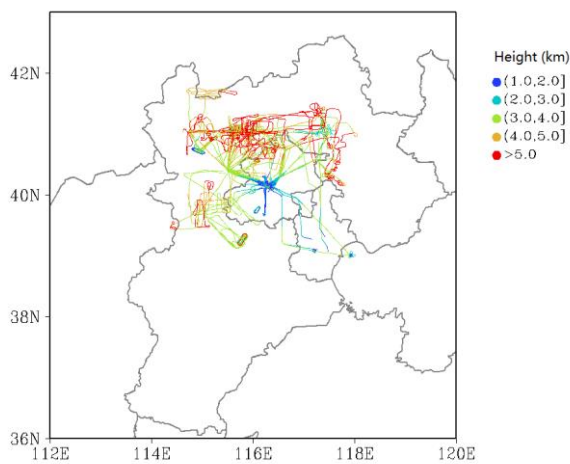 Height (km)
(1.0,2.0]
(2.0,3.0]
(3.0,4.0]
(4.0,5.0]
>5.0
42N
40N
38N
36N
112E 114E 116E 118E 120E